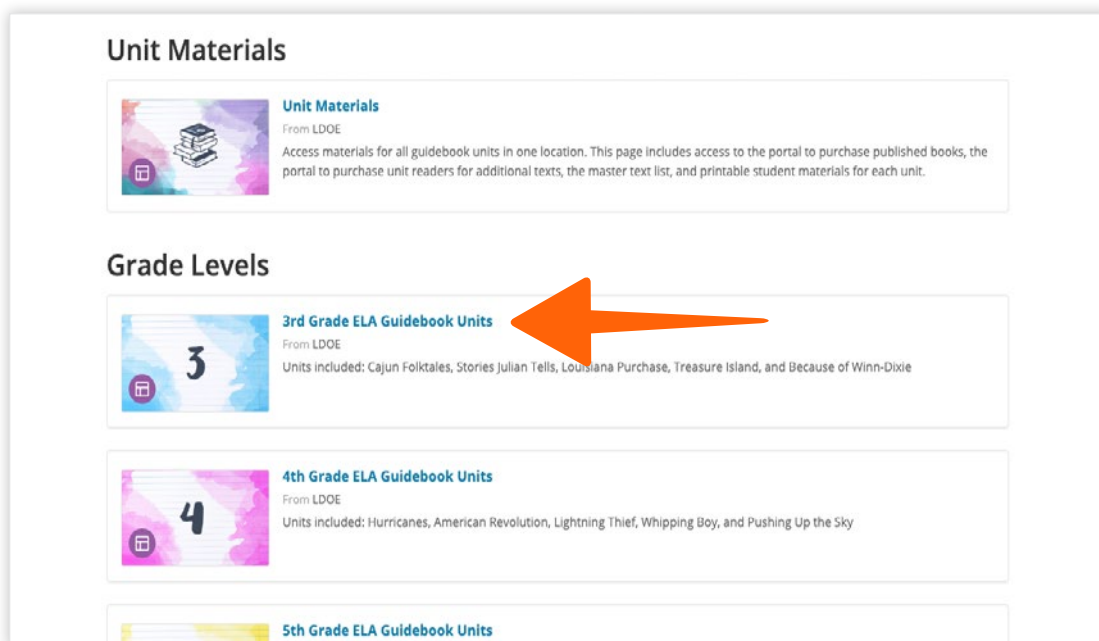 Unit Materials
Unit Materials
From LDOE
Access materials for all guidebook units in one location. This page includes access to the portal to purchase published books, the
portal to purchase unit readers for additional texts, the master text list, and printable student materials for each unit.
Grade Levels
3
3rd Grade ELA Guidebook Units
From LDOE
Units included: Cajun Folktales, Stories Julian Tells, Louisiana Purchase, Treasure Island, and Because of Winn-Dixie
4
4th Grade ELA Guidebook Units
From LDOE
Units included: Hurricanes, American Revolution, Lightning Thief, Whipping Boy, and Pushing Up the Sky
5th Grade ELA Guidebook Units